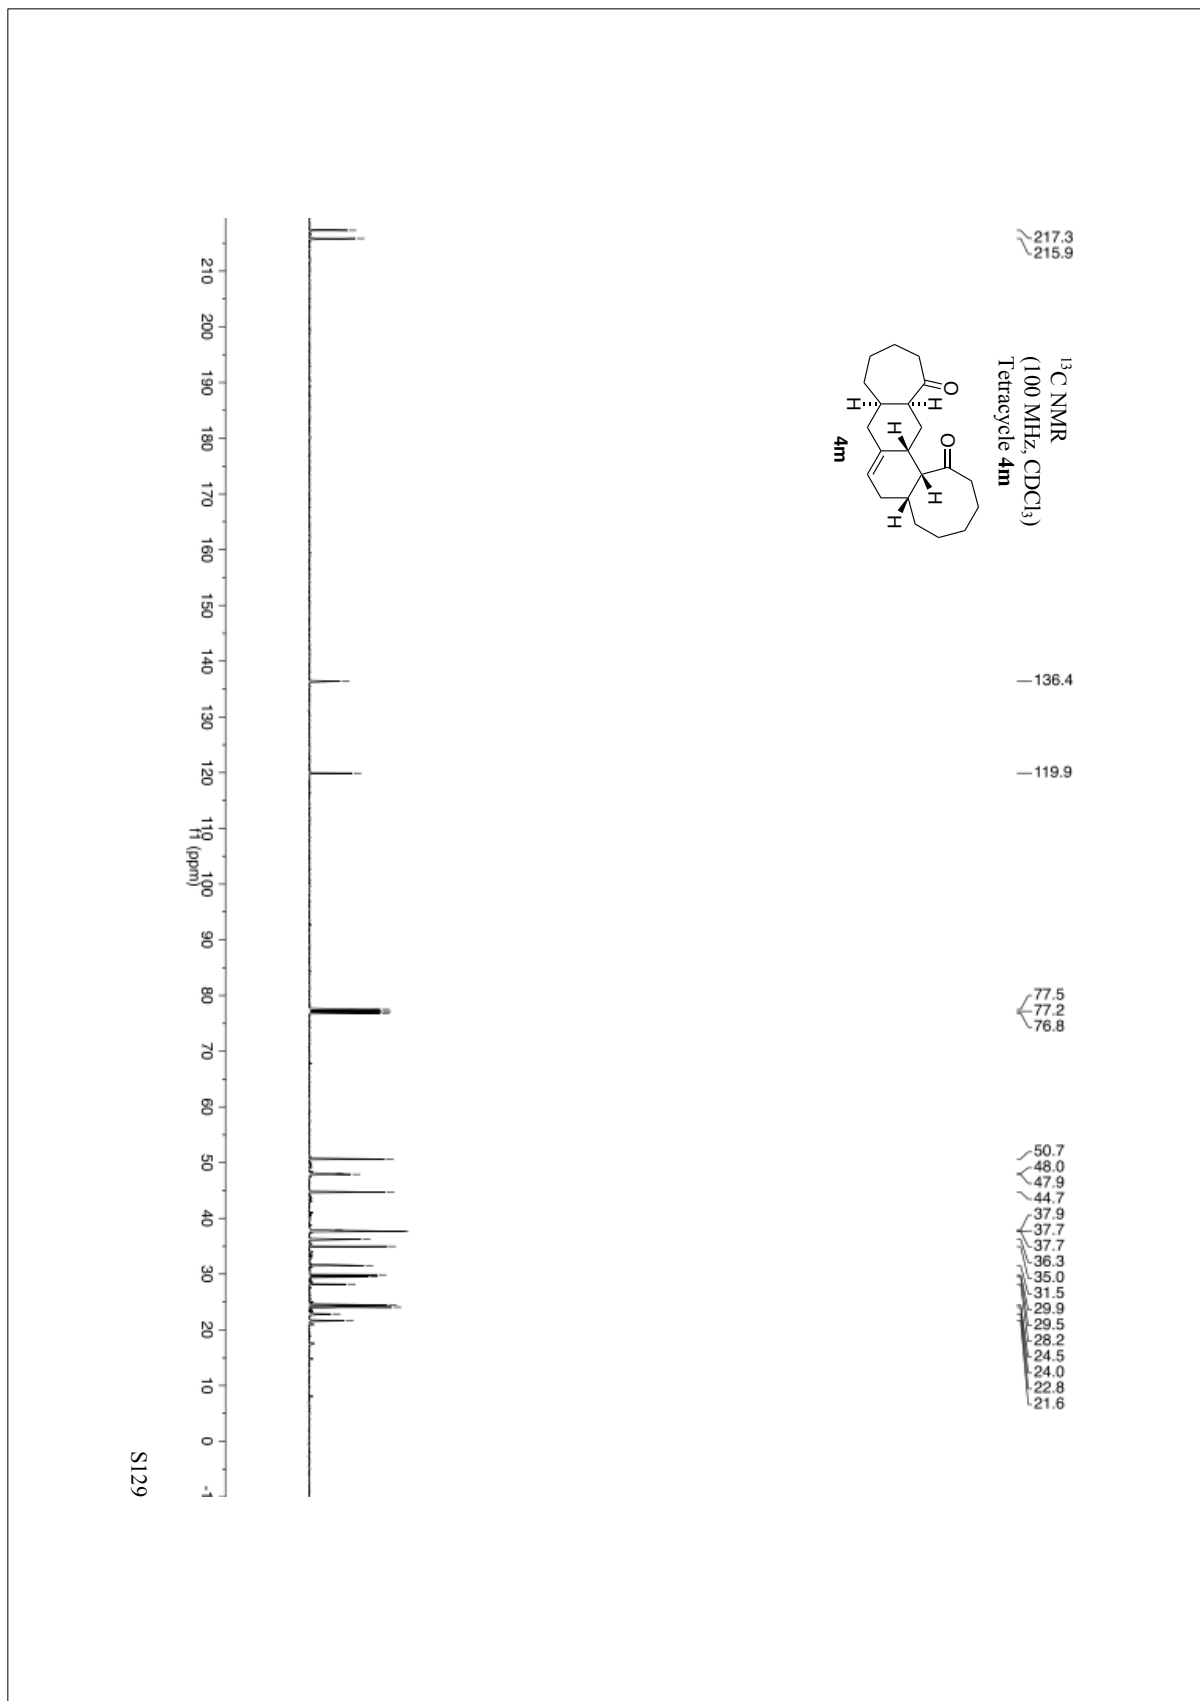 ¹³C NMR
(100 MHz, CDCl₃)
Tetracycle 4m
O
O
H
H
H
H
H
4m
217.3
215.9
136.4
119.9
77.5
77.2
76.8
50.7
48.0
47.9
44.7
37.9
37.7
37.7
36.3
35.0
31.5
29.9
29.5
28.2
24.5
24.0
22.8
21.6
210 200 190 180 170 160 150 140 130 120 110 100 90 80 70 60 50 40 30 20 10 0 -1
f1 (ppm)
S129